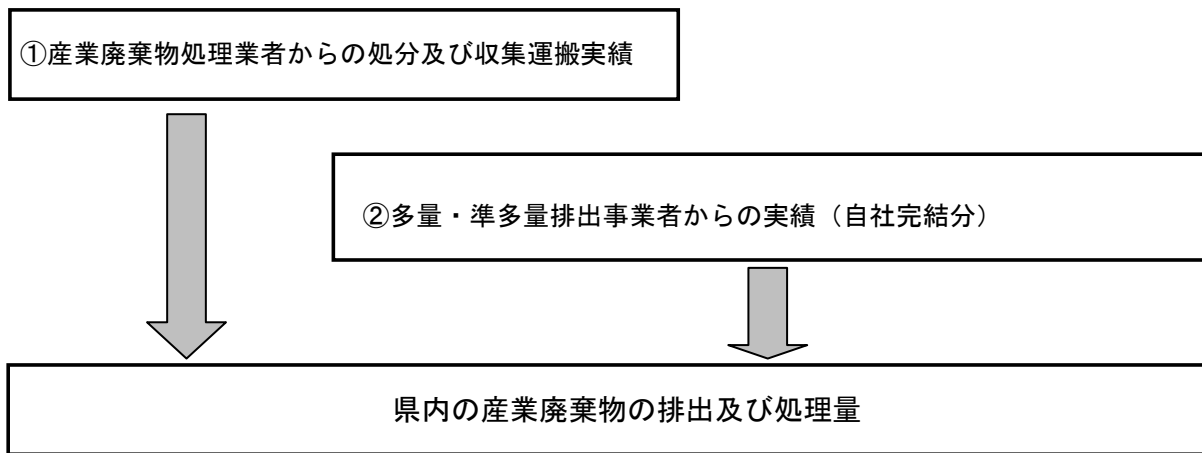 ①産業廃棄物処理業者からの処分及び収集運搬実績
②多量・準多量排出事業者からの実績（自社完結分）
県内の産業廃棄物の排出及び処理量